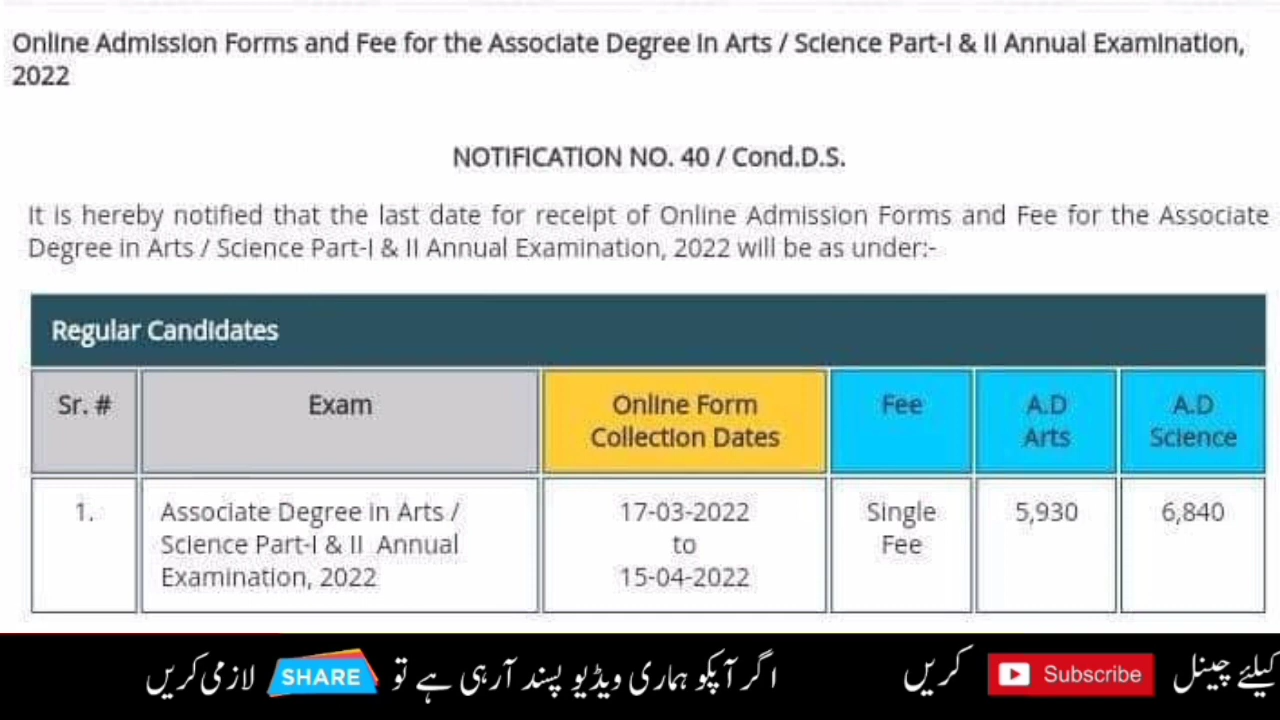 Online Admission Forms and Fee for the Associate Degree in Arts / Science Part-I & II Annual Examination,
2022
NOTIFICATION NO. 40 / Cond.D.S.
It is hereby notified that the last date for receipt of Online Admission Forms and Fee for the Associate
Degree in Arts / Science Part-I & II Annual Examination, 2022 will be as under:-
Regular Candidates
Sr. #
Exam
Online Form
Collection Dates
Fee
A.D
Arts
A.D
Science
1.
Associate Degree in Arts /
Science Part-I & II Annual
Examination, 2022
17-03-2022
to
15-04-2022
Single
Fee
5,930
6,840
کیلئے چینل Subscribe کریں
اگر آپکو ہماری ویڈیو پسند آرہی ہے تو SHARE لازمی کریں